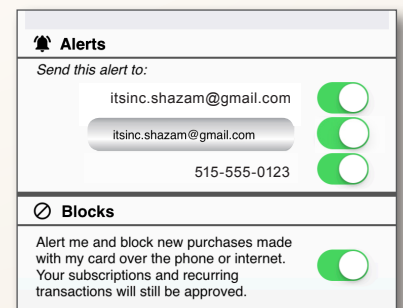 Alerts
Send this alert to:
itsinc.shazam@gmail.com
itsinc.shazam@gmail.com
515-555-0123
Blocks
Alert me and block new purchases made
with my card over the phone or internet.
Your subscriptions and recurring
transactions will still be approved.